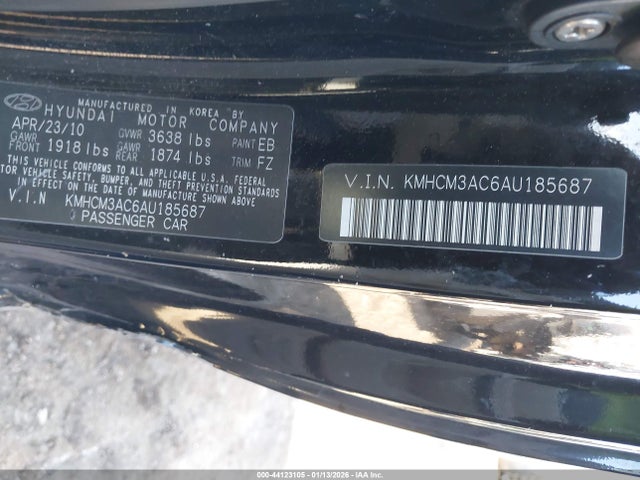 MANUFACTURED IN KOREA BY
HYUNDAI MOTOR COMPANY
APR/23/10 GVWR 3638 lbs PAINT EB
GAWR FRONT 1918 lbs GAWR REAR 1874 lbs TRIM FZ
THIS VEHICLE CONFORMS TO ALL APPLICABLE U.S.A. FEDERAL
MOTOR VEHICLE SAFETY, BUMPER, AND THEFT PREVENTION STANDARDS
IN EFFECT ON THE DATE OF MANUFACTURE SHOWN ABOVE.
V.I.N KMHCM3AC6AU185687
PASSENGER CAR
V.I.N. KMHCM3AC6AU185687
000-44123105 - 01/13/2026 - IAAI.COM